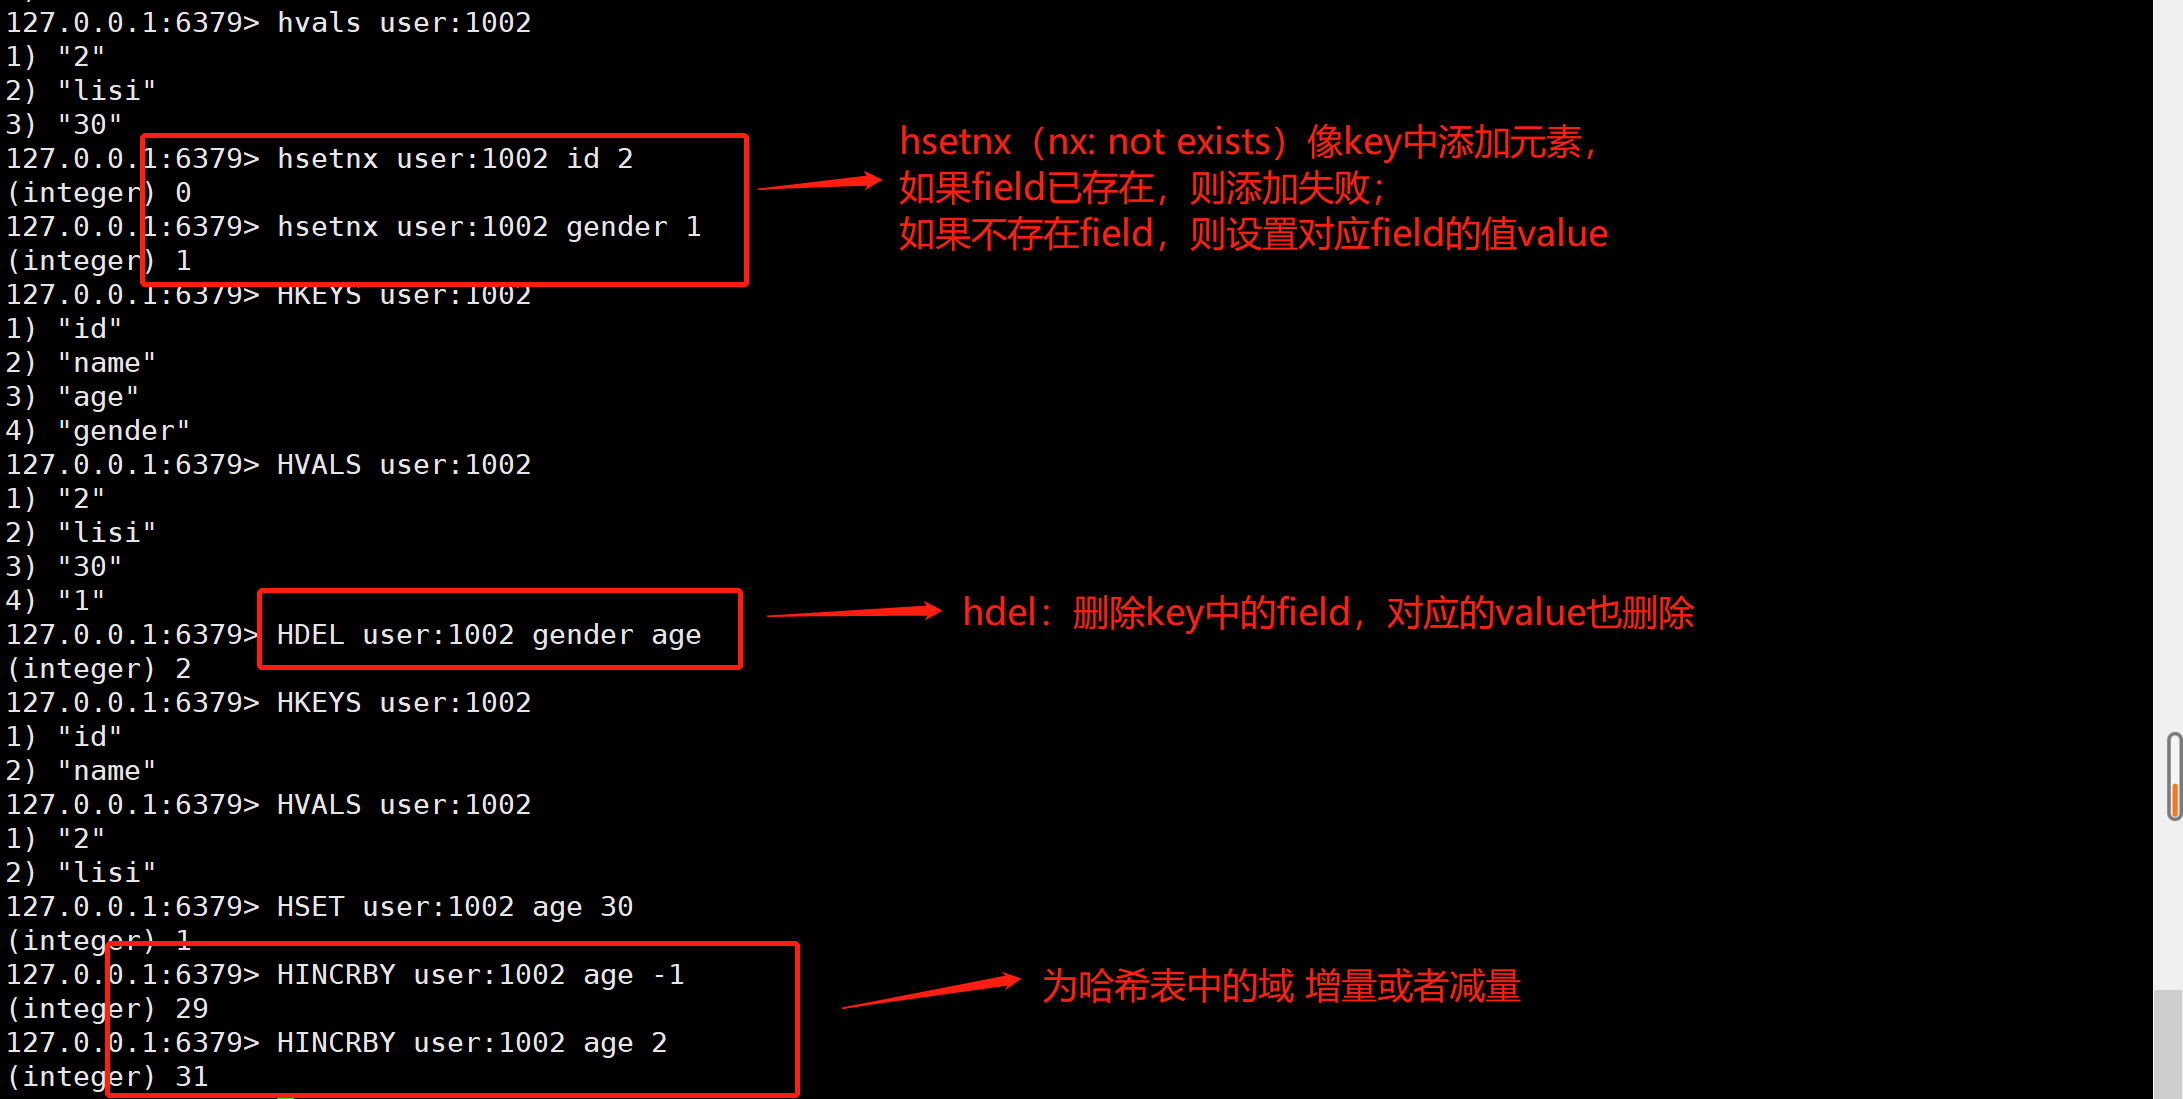 127.0.0.1:6379> hvals user:1002
1) "2"
2) "lisi"
3) "30"
127.0.0.1:6379> hsetnx user:1002 id 2
(integer) 0
127.0.0.1:6379> hsetnx user:1002 gender 1
(integer) 1
hsetnx（nx: not exists）像key中添加元素，
如果field已存在，则添加失败；
如果不存在field，则设置对应field的值value
127.0.0.1:6379> HKEYS user:1002
1) "id"
2) "name"
3) "age"
4) "gender"
127.0.0.1:6379> HVALS user:1002
1) "2"
2) "lisi"
3) "30"
4) "1"
127.0.0.1:6379> HDEL user:1002 gender age
hdel：删除key中的field，对应的value也删除
(integer) 2
127.0.0.1:6379> HKEYS user:1002
1) "id"
2) "name"
127.0.0.1:6379> HVALS user:1002
1) "2"
2) "lisi"
127.0.0.1:6379> HSET user:1002 age 30
(integer) 1
127.0.0.1:6379> HINCRBY user:1002 age -1
(integer) 29
127.0.0.1:6379> HINCRBY user:1002 age 2
(integer) 31
为哈希表中的域 增量或者减量